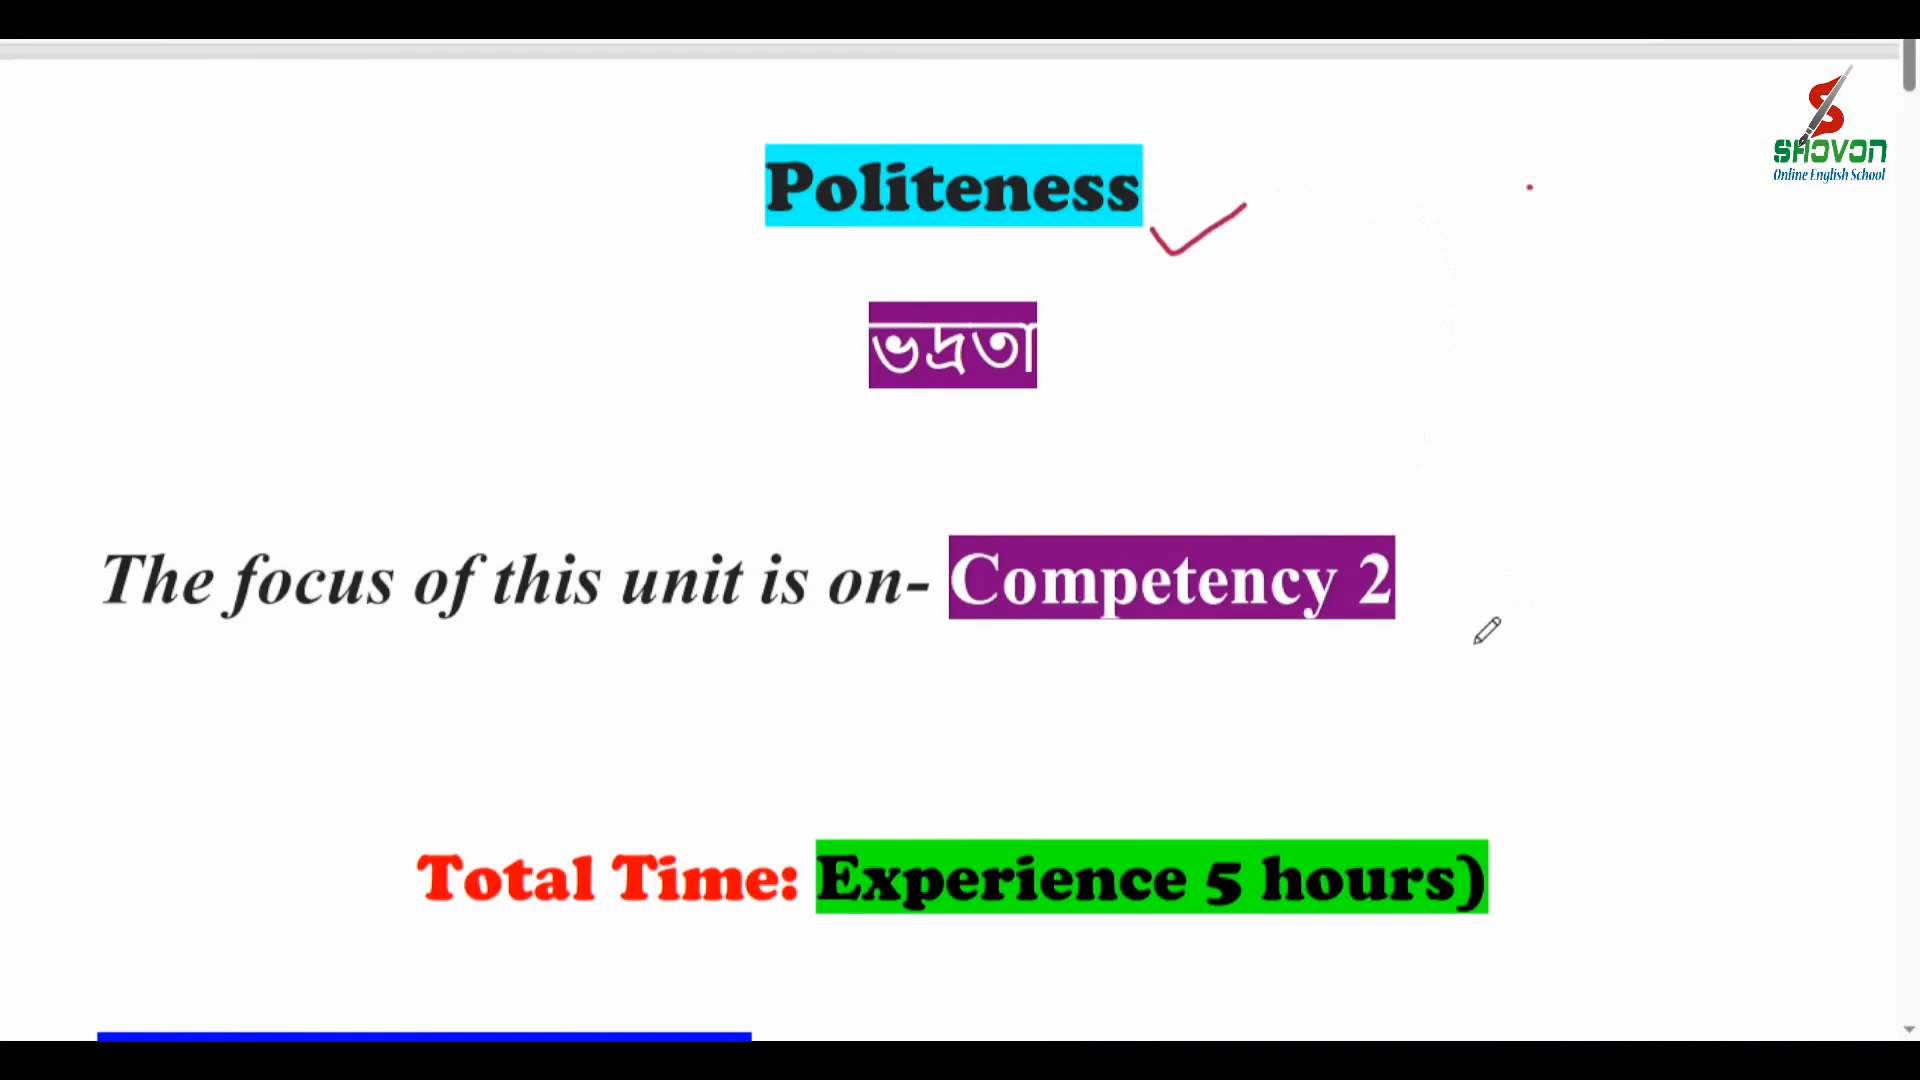 SHOVON
Online English School
Politeness
ভদ্রতা
The focus of this unit is on- Competency 2
Total Time: Experience 5 hours)